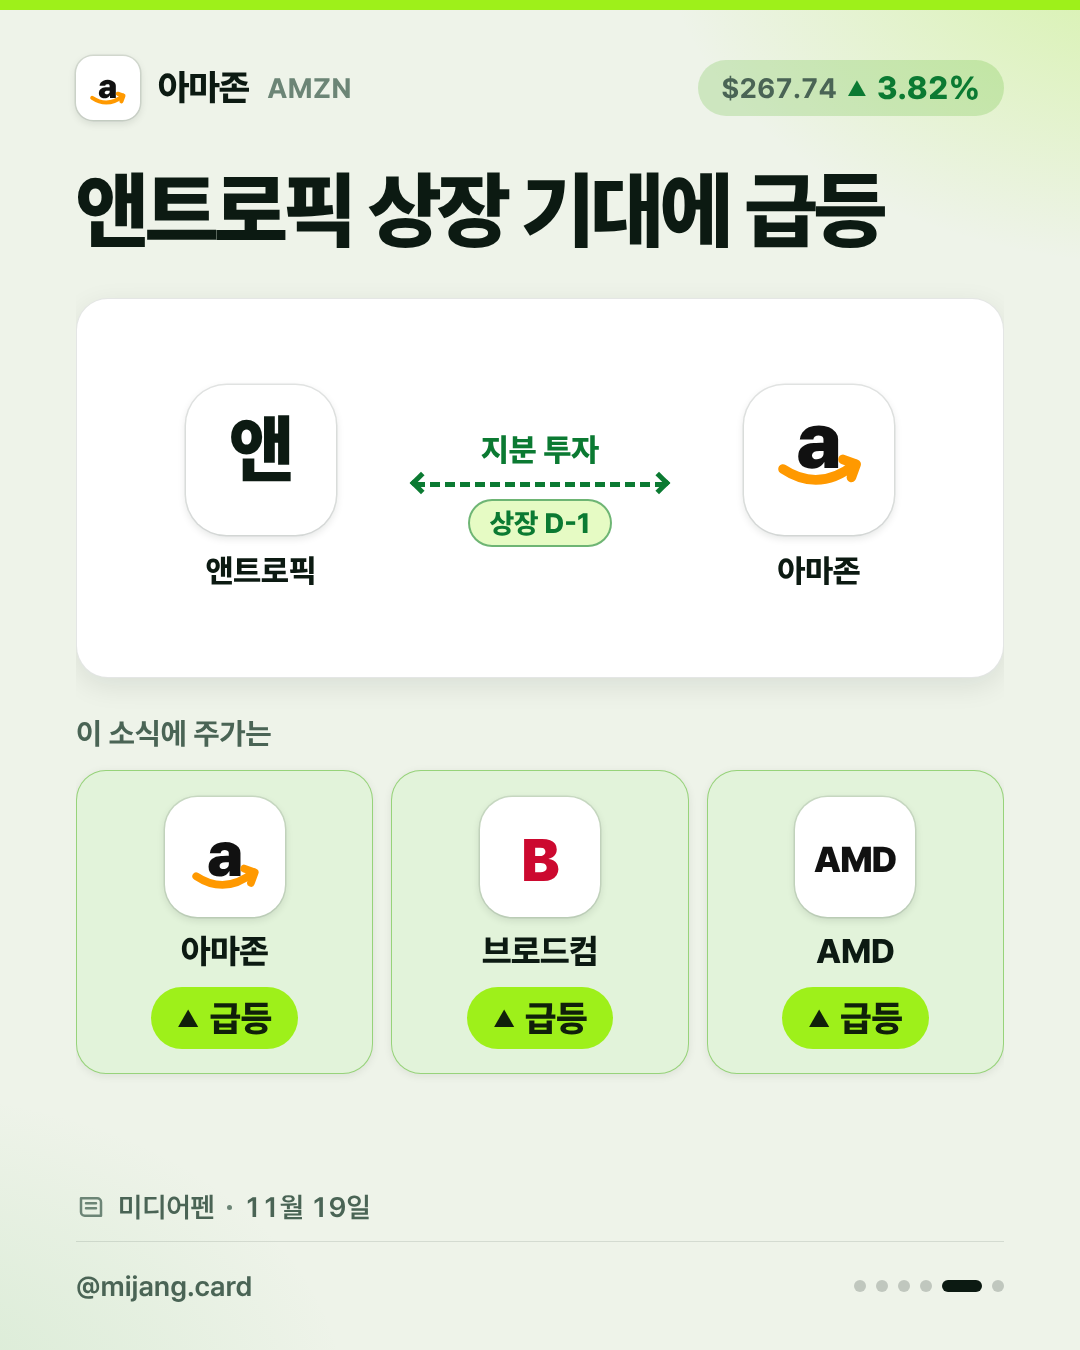 a 아마존 AMZN $267.74 ▲ 3.82%
앤트로픽 상장 기대에 급등
앤 a
지분 투자
상장 D-1
앤트로픽 아마존
이 소식에 주가는
a B AMD
아마존 브로드컴 AMD
▲ 급등 ▲ 급등 ▲ 급등
미디어펜 · 11월 19일
@mijang.card